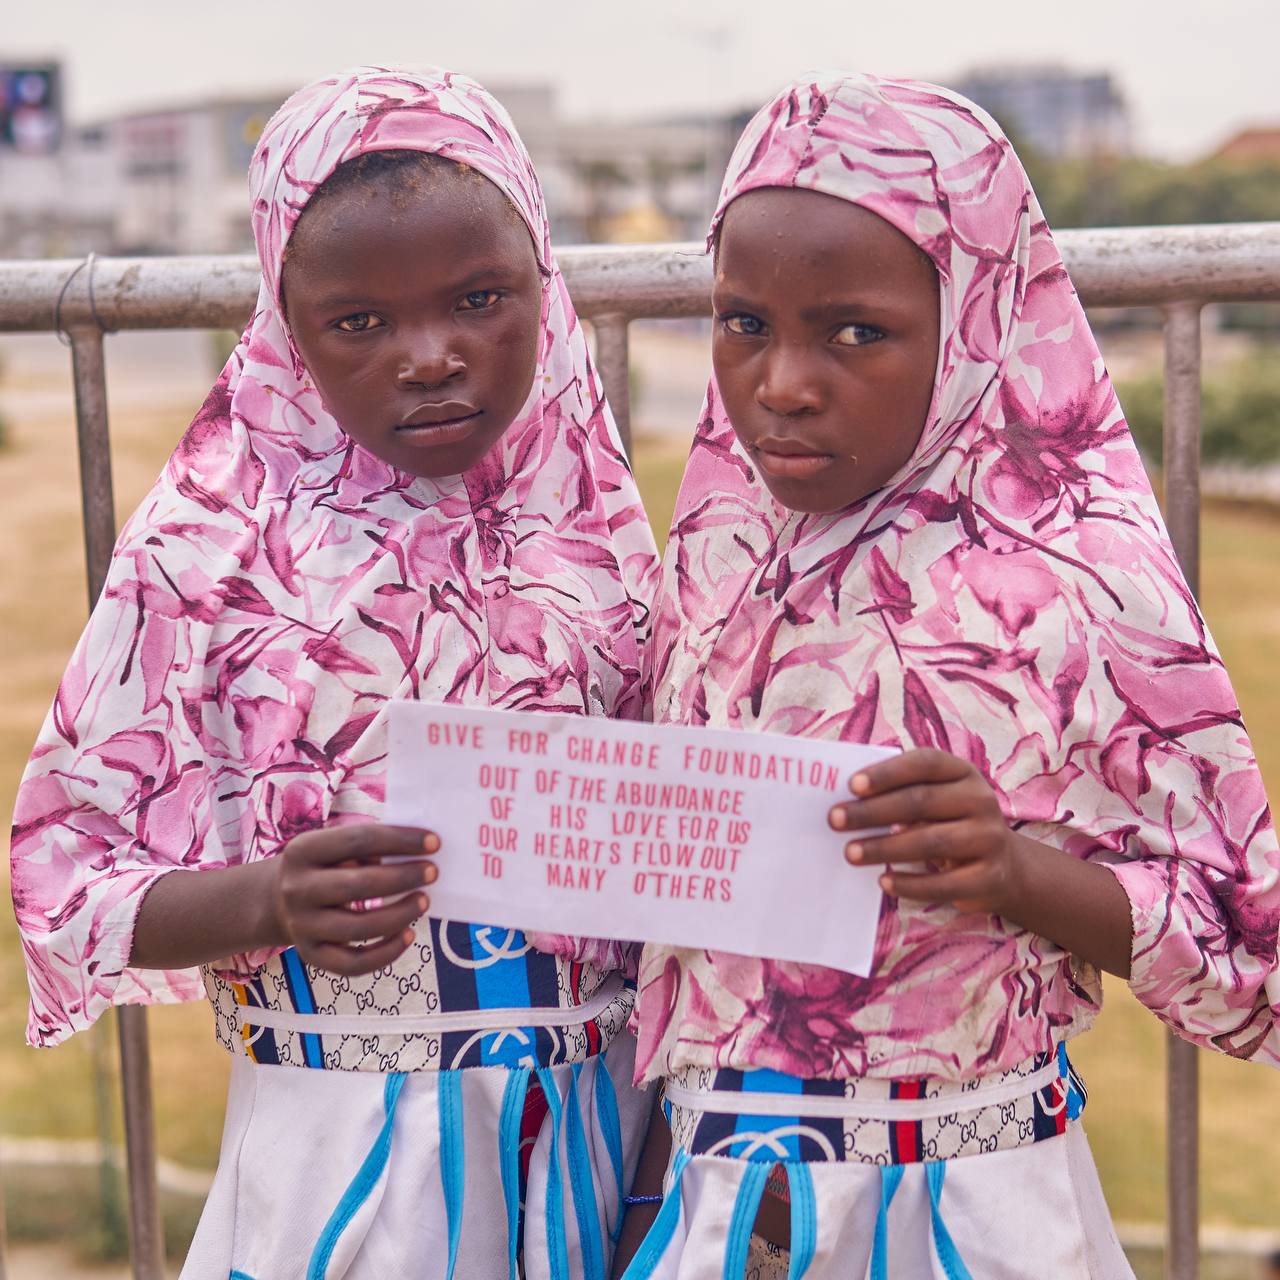 GIVE FOR CHANGE FOUNDATION
OUT OF THE ABUNDANCE
OF HIS LOVE FOR US
OUR HEARTS FLOW OUT
TO MANY OTHERS